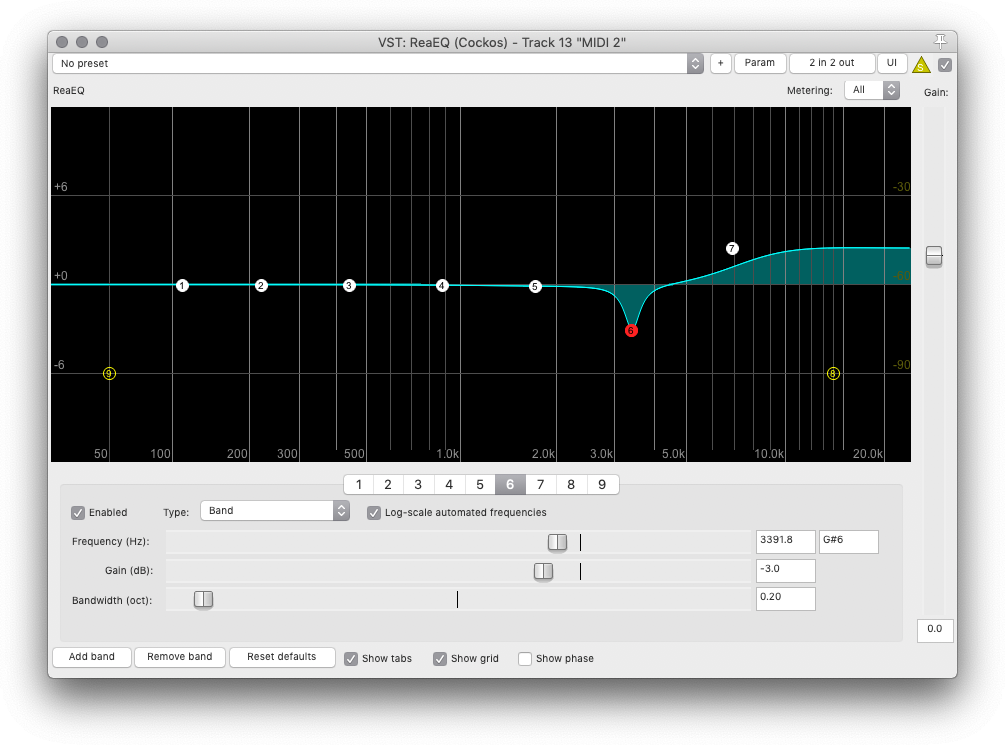 VST: ReaEQ (Cockos) - Track 13 "MIDI 2"
No preset + Param 2 in 2 out UI S
ReaEQ Metering: All Gain:
+6 -30
7
+0 -60
1 2 3 4 5
6
-6 -90
9 8
50 100 200 300 500 1.0k 2.0k 3.0k 5.0k 10.0k 20.0k
1 2 3 4 5 6 7 8 9
Enabled Type: Band Log-scale automated frequencies
Frequency (Hz): 3391.8 G#6
Gain (dB): -3.0
Bandwidth (oct): 0.20
0.0
Add band Remove band Reset defaults Show tabs Show grid Show phase